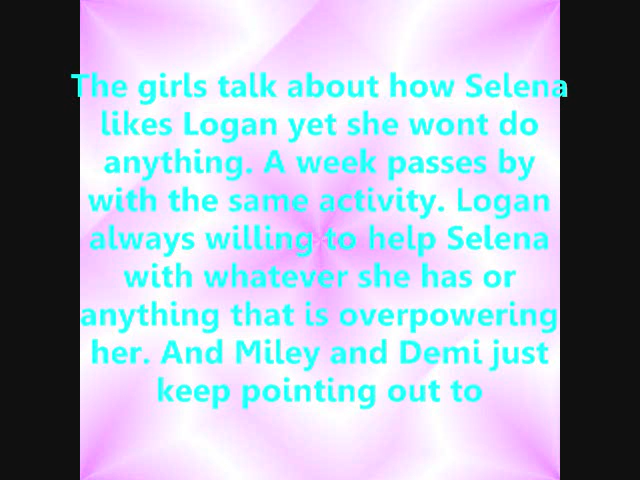 The girls talk about how Selena
likes Logan yet she wont do
anything. A week passes by
with the same activity. Logan
always willing to help Selena
with whatever she has or
anything that is overpowering
her. And Miley and Demi just
keep pointing out to